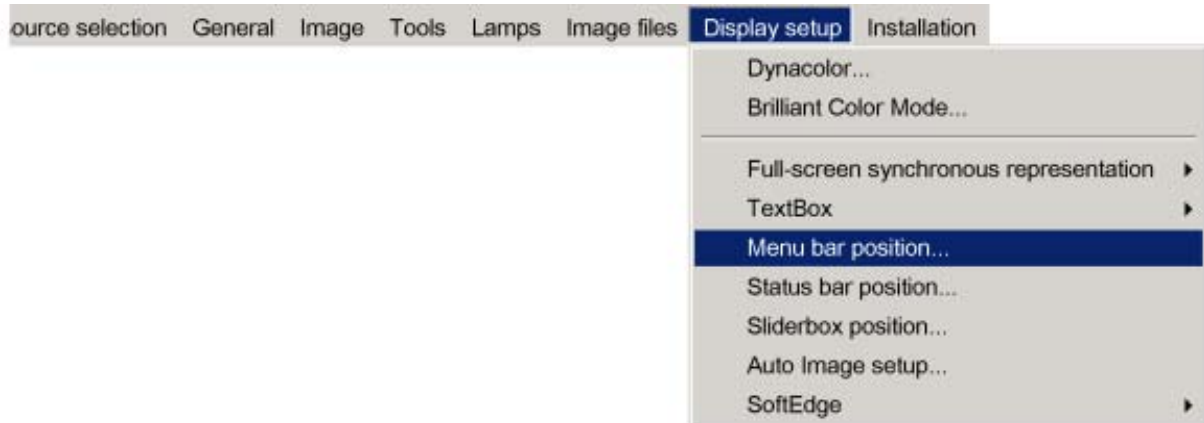 ource selection General Image Tools Lamps Image files Display setup Installation
Dynacolor...
Brilliant Color Mode...
Full-screen synchronous representation
TextBox
Menu bar position...
Status bar position...
Sliderbox position...
Auto Image setup...
SoftEdge